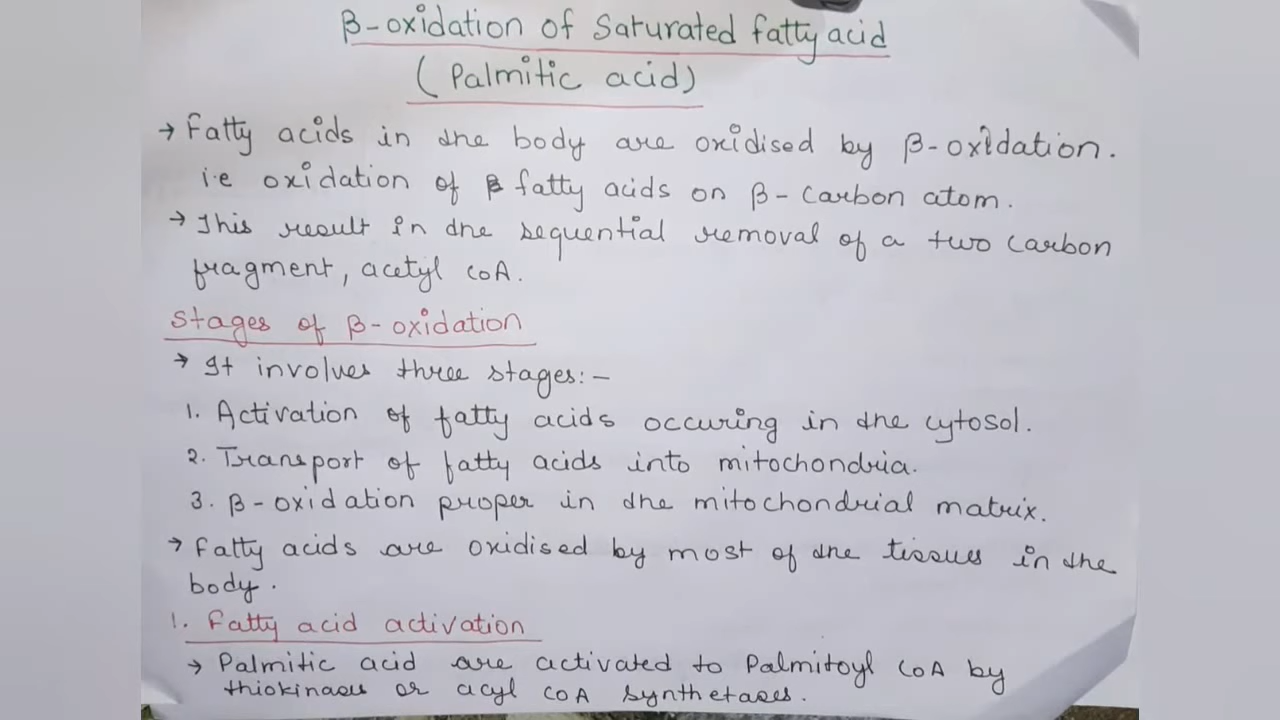 β-oxidation of Saturated fatty acid
(Palmitic acid)
→ Fatty acids in the body are oxidised by β-oxidation.
i.e oxidation of β fatty acids on β-carbon atom.
→ This result in the sequential removal of a two carbon
fragment, acetyl CoA.
Stages of β-oxidation
→ It involves three stages:-
1. Activation of fatty acids occuring in the cytosol.
2. Transport of fatty acids into mitochondria.
3. β-oxidation proper in the mitochondrial matrix.
→ Fatty acids are oxidised by most of the tissues in the
body.
1. Fatty acid activation
→ Palmitic acid are activated to Palmitoyl CoA by
thiokinases or acyl CoA synthetases.